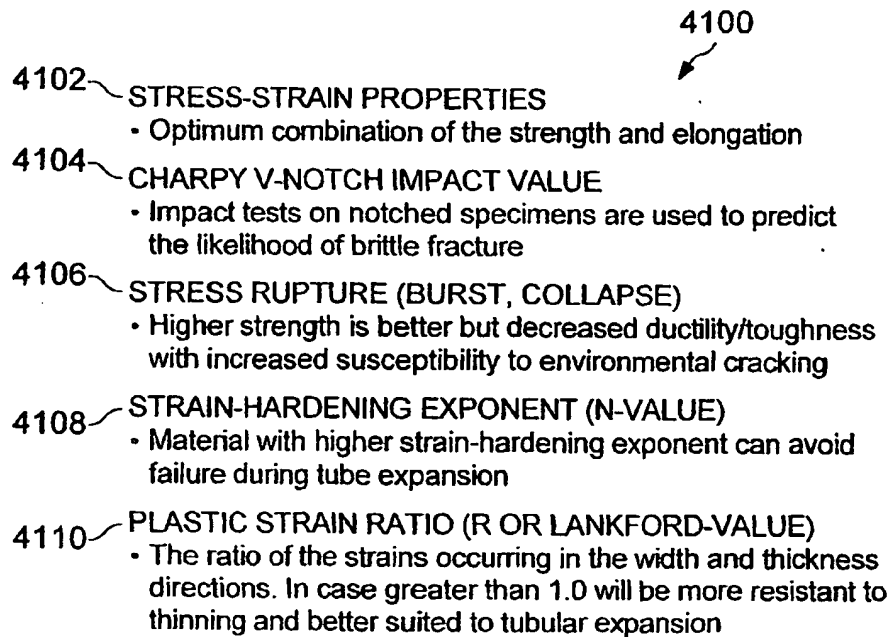 4100
4102 STRESS-STRAIN PROPERTIES
· Optimum combination of the strength and elongation
4104 CHARPY V-NOTCH IMPACT VALUE
· Impact tests on notched specimens are used to predict
the likelihood of brittle fracture
4106 STRESS RUPTURE (BURST, COLLAPSE)
· Higher strength is better but decreased ductility/toughness
with increased susceptibility to environmental cracking
4108 STRAIN-HARDENING EXPONENT (N-VALUE)
· Material with higher strain-hardening exponent can avoid
failure during tube expansion
4110 PLASTIC STRAIN RATIO (R OR LANKFORD-VALUE)
· The ratio of the strains occurring in the width and thickness
directions. In case greater than 1.0 will be more resistant to
thinning and better suited to tubular expansion